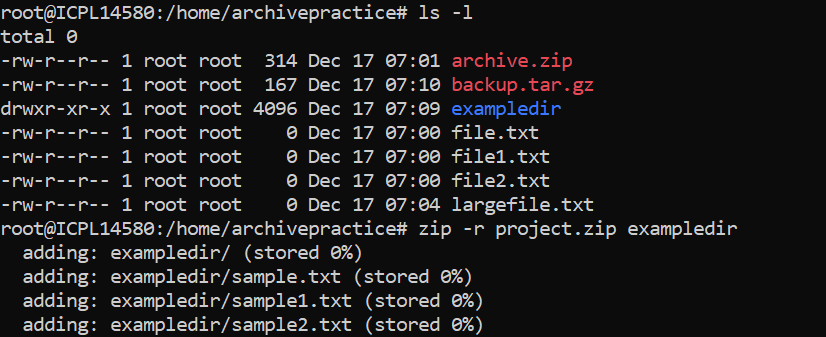 root@ICPL14580:/home/archivepractice# ls -l
total 0
-rw-r--r-- 1 root root  314 Dec 17 07:01 archive.zip
-rw-r--r-- 1 root root  167 Dec 17 07:10 backup.tar.gz
drwxr-xr-x 1 root root 4096 Dec 17 07:09 exampledir
-rw-r--r-- 1 root root    0 Dec 17 07:00 file.txt
-rw-r--r-- 1 root root    0 Dec 17 07:00 file1.txt
-rw-r--r-- 1 root root    0 Dec 17 07:00 file2.txt
-rw-r--r-- 1 root root    0 Dec 17 07:04 largefile.txt
root@ICPL14580:/home/archivepractice# zip -r project.zip exampledir
  adding: exampledir/ (stored 0%)
  adding: exampledir/sample.txt (stored 0%)
  adding: exampledir/sample1.txt (stored 0%)
  adding: exampledir/sample2.txt (stored 0%)